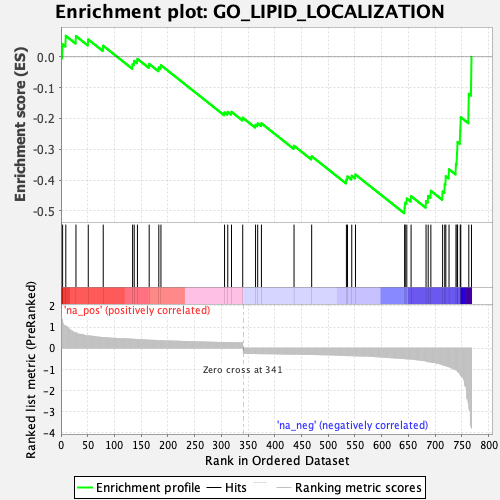 Enrichment plot: GO_LIPID_LOCALIZATION
Enrichment score (ES)
0.0
-0.1
-0.2
-0.3
-0.4
-0.5
'na_pos' (positively correlated)
Ranked list metric (PreRanked)
2
1
0
-1
-2
-3
-4
Zero cross at 341
'na_neg' (negatively correlated)
0 50 100 150 200 250 300 350 400 450 500 550 600 650 700 750 800
Rank in Ordered Dataset
Enrichment profile
Hits
Ranking metric scores